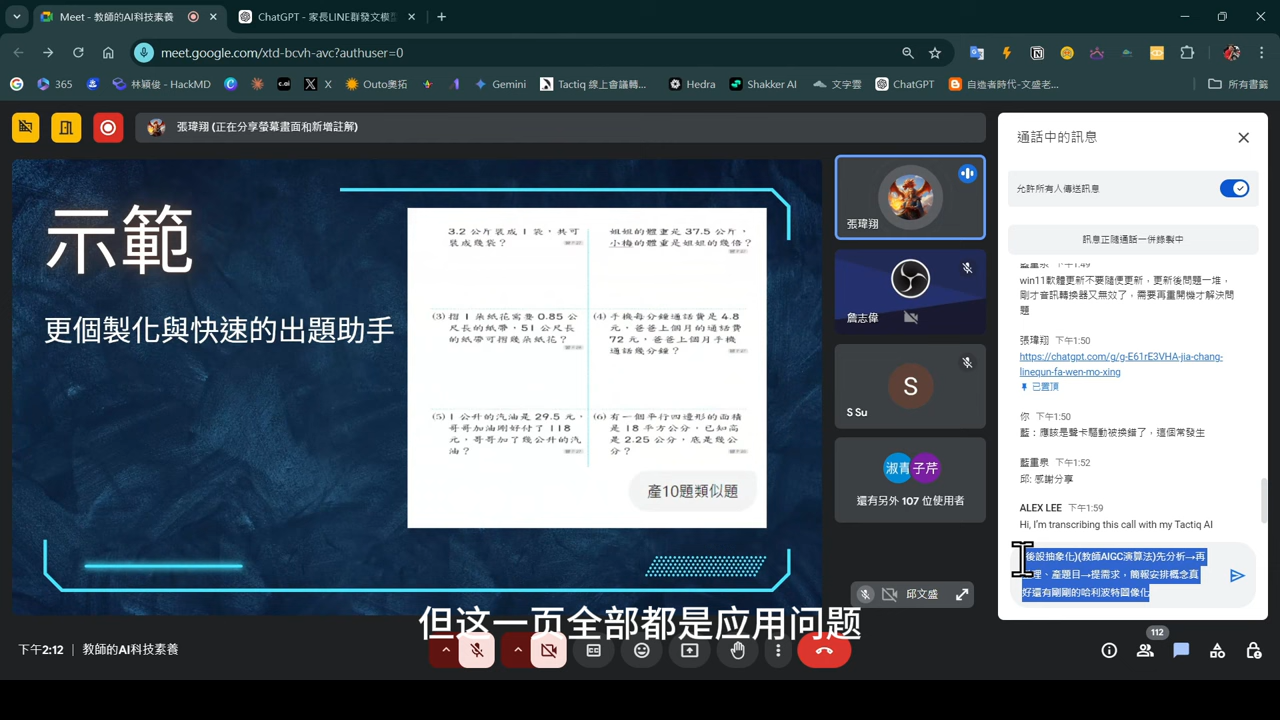 Meet - 教師的AI科技素養
ChatGPT - 家長LINE群發文模型
meet.google.com/xtd-bcvh-avc?authuser=0
365
林穎俊 - HackMD
c.ai
X
Outo奧拓
Gemini
Tactiq 線上會議轉...
Hedra
Shakker AI
文字雲
ChatGPT
自造者時代-文盛老...
所有書籤
張瑋翔 (正在分享螢幕畫面和新增註解)
示範
更個製化與快速的出題助手
3.2 公斤裝成 1 袋，共可
裝成幾袋？
姐姐的體重是 37.5 公斤，
小梅的體重是姐姐的幾倍？
(3) 摺 1 朵紙花需要 0.85 公
尺長的紙帶，51 公尺長
的紙帶可摺幾朵紙花？
(4) 手機每分鐘通話費是 4.8
元，爸爸上個月的通話費
72 元，爸爸上個月手機
通話幾分鐘？
(5) 1 公升的汽油是 29.5 元，
哥哥加油剛好付了 118
元，哥哥加了幾公升的汽
油？
(6) 有一個平行四邊形的面積
是 18 平方公分，已知高
是 2.25 公分，底是幾公
分？
產10題類似題
張瑋翔
詹志偉
S
S Su
淑青
子芹
還有另外 107 位使用者
邱文盛
通話中的訊息
允許所有人傳送訊息
訊息正隨通話一併錄製中
下午1:49
win11軟體更新不要隨便更新，更新後問題一堆，
剛才音訊轉換器又無效了，需要再重開機才解決問
題
張瑋翔 下午1:50
https://chatgpt.com/g/g-E61rE3VHA-jia-chang-
linequn-fa-wen-mo-xing
已置頂
你 下午1:50
藍：應該是聲卡驅動被換錯了，這個常發生
藍重泉 下午1:52
邱: 感謝分享
ALEX LEE 下午1:59
Hi, I'm transcribing this call with my Tactiq AI
後設抽象化)(教師AIGC演算法)先分析→再
理、產題目→提需求，簡報安排概念真
好還有剛剛的哈利波特圖像化
但这一页全部都是应用问题
下午2:12
教師的AI科技素養
112